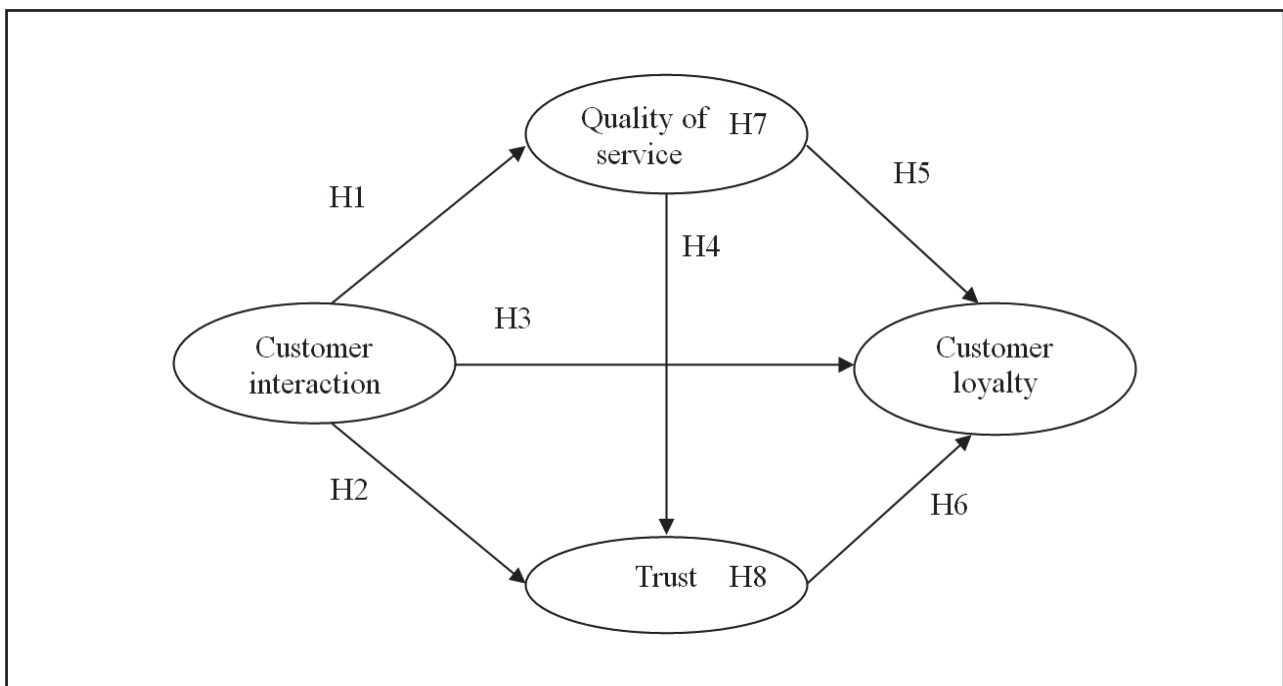 Quality of H7
service
H5
H1
H4
H3
Customer
interaction
Customer
loyalty
H2
H6
Trust H8